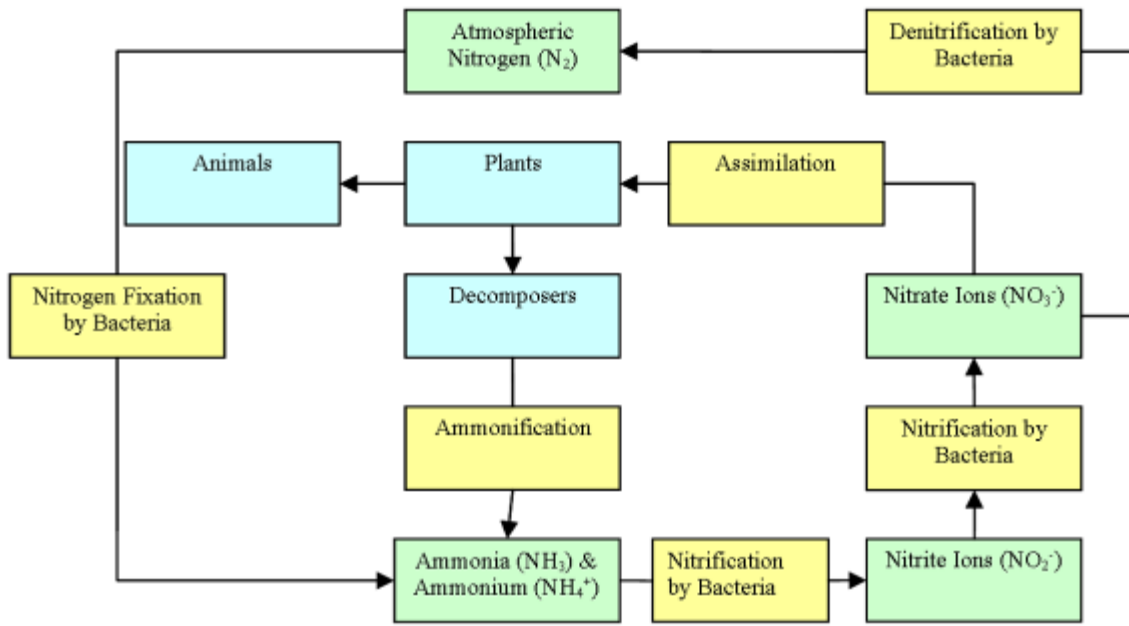 Atmospheric
Nitrogen (N₂)
Denitrification by
Bacteria
Animals
Plants
Assimilation
Nitrogen Fixation
by Bacteria
Decomposers
Nitrate Ions (NO₃⁻)
Ammonification
Nitrification by
Bacteria
Ammonia (NH₃) &
Ammonium (NH₄⁺)
Nitrification
by Bacteria
Nitrite Ions (NO₂⁻)